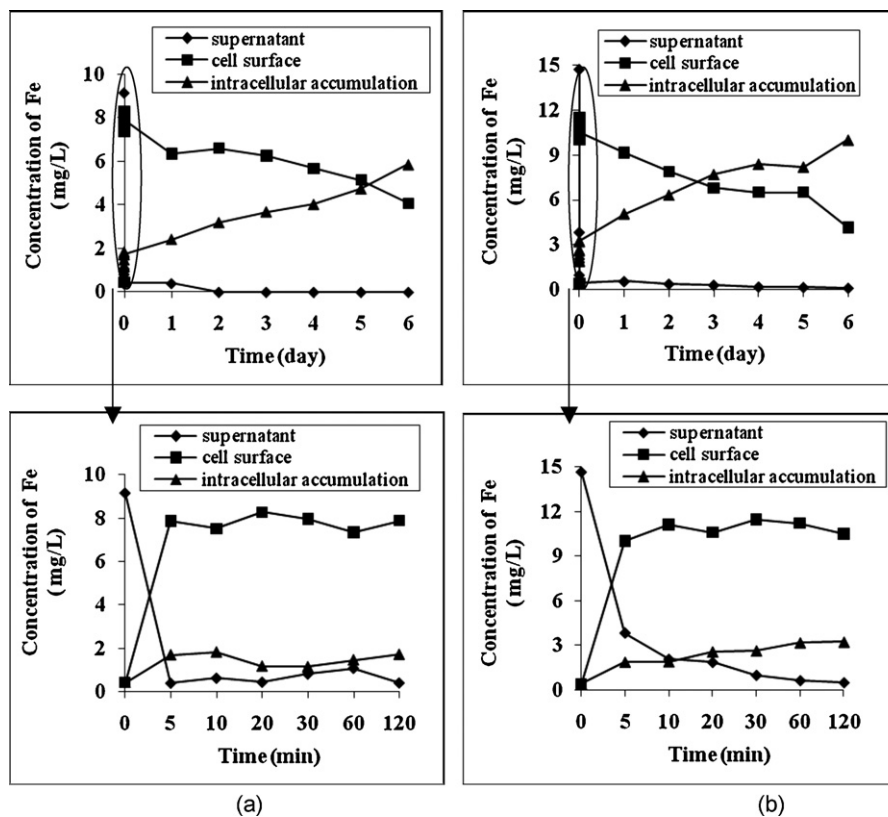 supernatant
cell surface
intracellular accumulation
Concentration of Fe
(mg/L)
10
8
6
4
2
0
0 1 2 3 4 5 6
Time (day)
supernatant
cell surface
intracellular accumulation
Concentration of Fe
(mg/L)
15
12
9
6
3
0
0 1 2 3 4 5 6
Time (day)
supernatant
cell surface
intracellular accumulation
Concentration of Fe
(mg/L)
10
8
6
4
2
0
0 5 10 20 30 60 120
Time (min)
(a)
supernatant
cell surface
intracellular accumulation
Concentration of Fe
(mg/L)
15
12
9
6
3
0
0 5 10 20 30 60 120
Time (min)
(b)